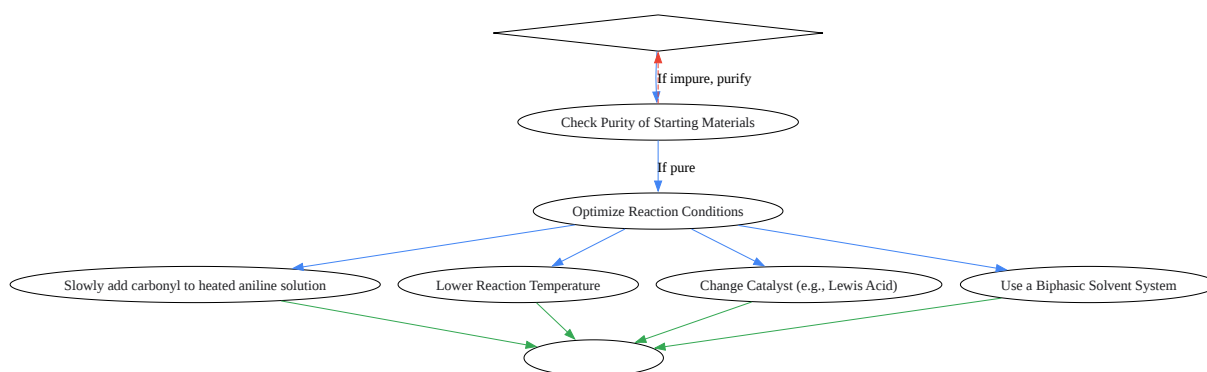 If impure, purify
Check Purity of Starting Materials
If pure
Optimize Reaction Conditions
Slowly add carbonyl to heated aniline solution
Lower Reaction Temperature
Change Catalyst (e.g., Lewis Acid)
Use a Biphasic Solvent System